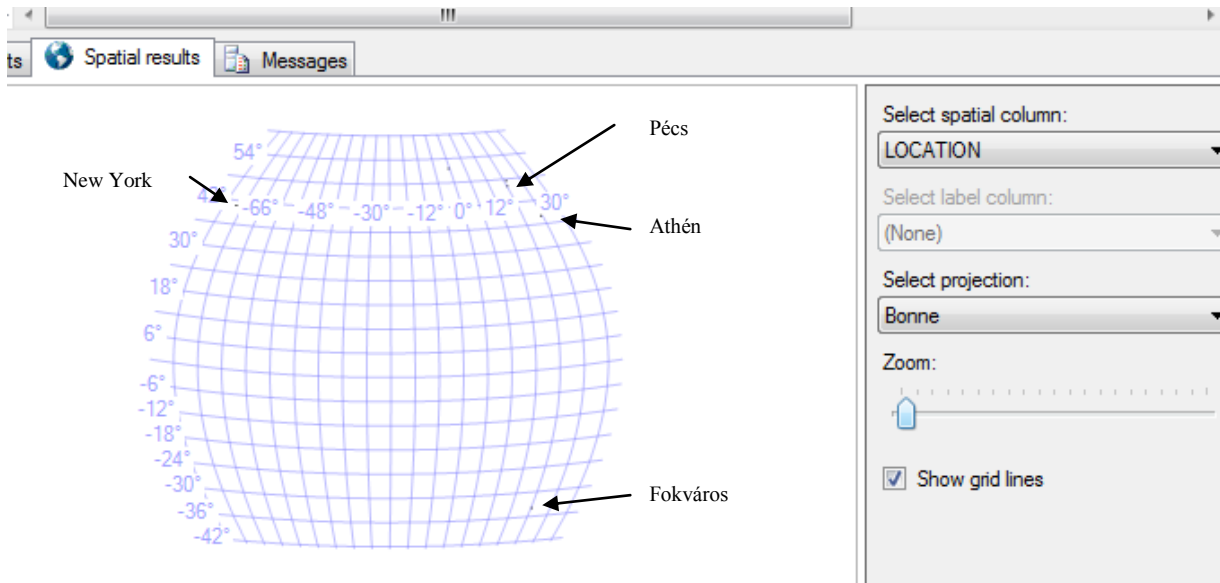 ts Spatial results Messages
Pécs
New York
Athén
Fokváros
54°
42°
-66° -48° -30° -12° 0° 12° 30°
30°
18°
6°
-6°
-12°
-18°
-24°
-30°
-36°
-42°
Select spatial column:
LOCATION
Select label column:
(None)
Select projection:
Bonne
Zoom:
Show grid lines